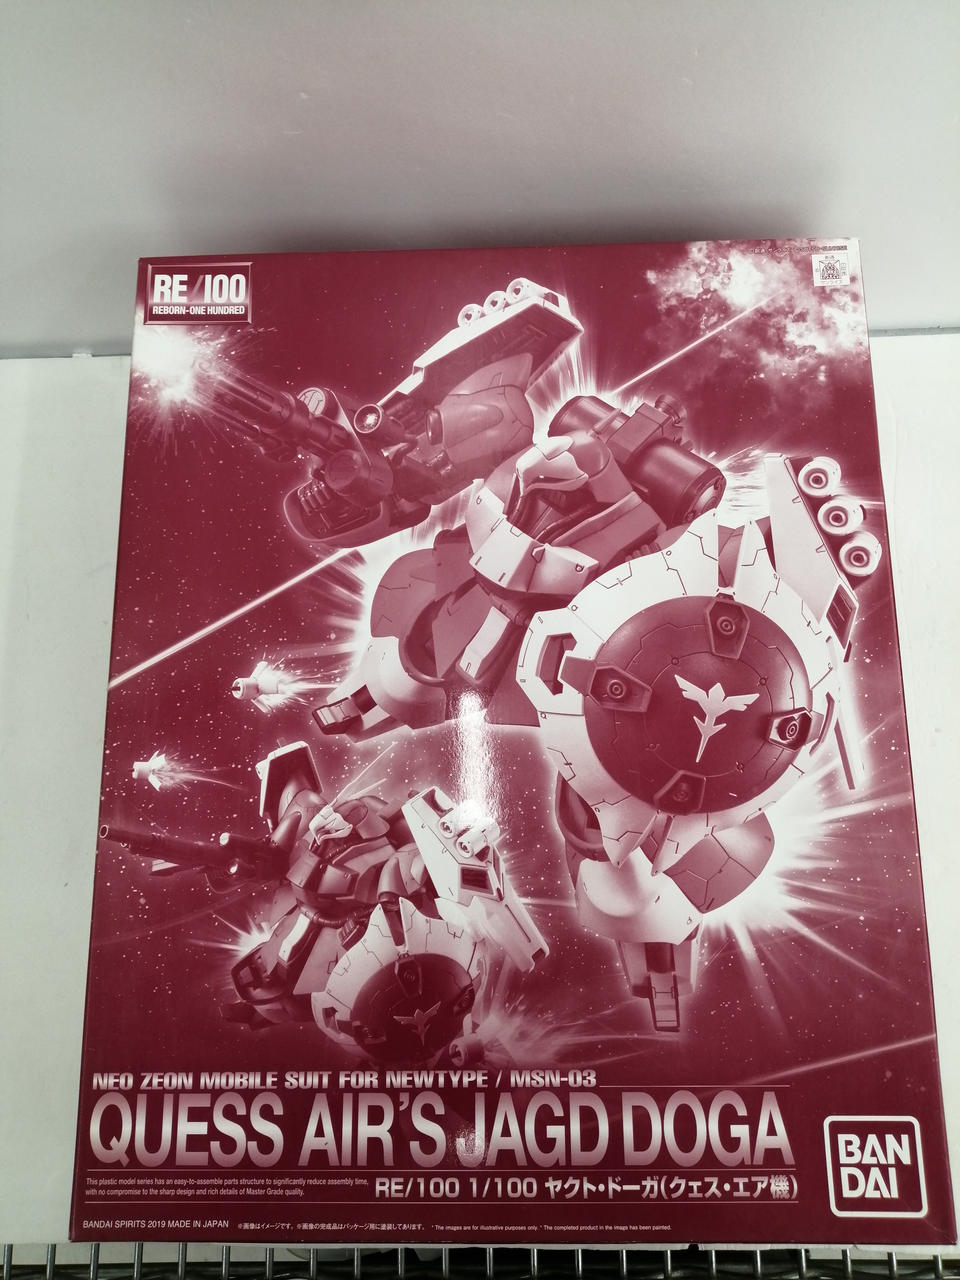 RE/100
REBORN-ONE HUNDRED
NEO ZEON MOBILE SUIT FOR NEWTYPE / MSN-03
QUESS AIR'S JAGD DOGA
This plastic model series has an easy-to-assemble parts structure to significantly reduce assembly time,
with no compromise to the sharp design and rich details of Master Grade quality.
RE/100 1/100 ヤクト・ドーガ(クェス・エア機)
BAN
DAI
BANDAI SPIRITS 2019 MADE IN JAPAN ※画像はイメージです。※画像の完成品はパッケージ用に塗装してあります。 * The images are for illustrative purposes only. * The completed product in the image has been painted.